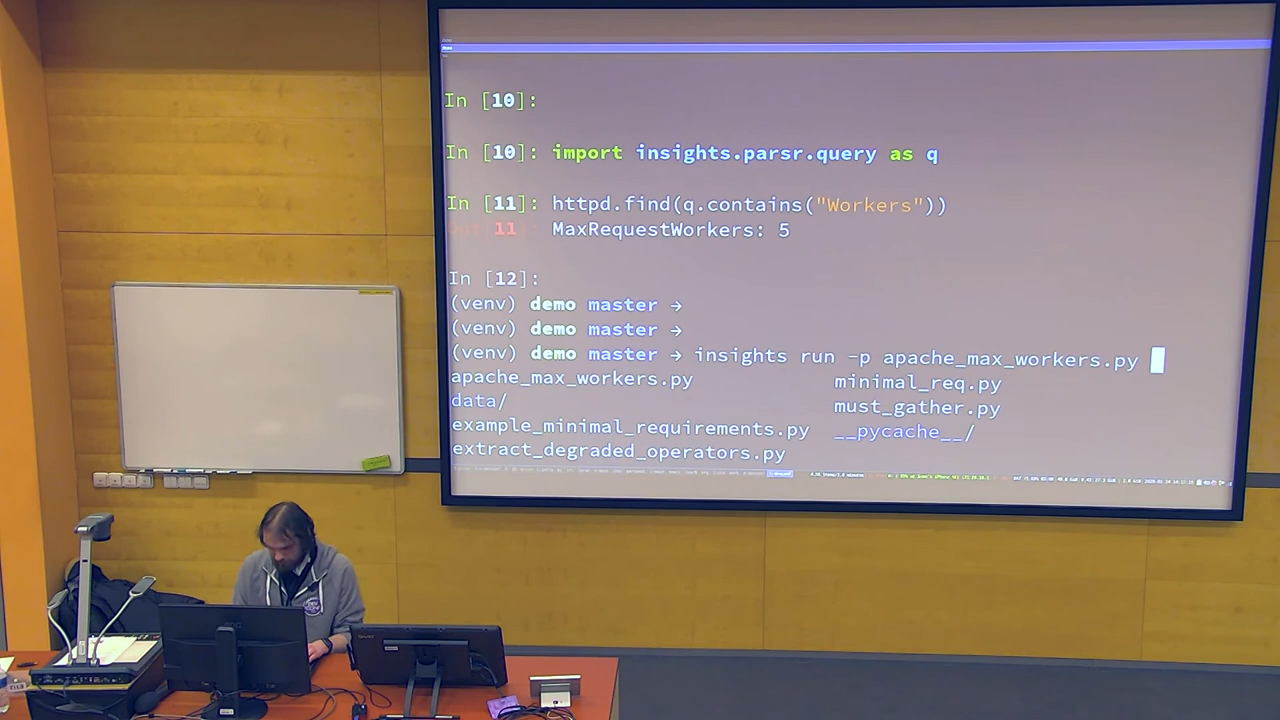 In [10]:
In [10]: import insights.parsr.query as q
In [11]: httpd.find(q.contains("Workers"))
Out[11]: MaxRequestWorkers: 5
In [12]:
(venv) demo master →
(venv) demo master →
(venv) demo master → insights run -p apache_max_workers.py
apache_max_workers.py minimal_req.py
data/ must_gather.py
example_minimal_requirements.py __pycache__/
extract_degraded_operators.py